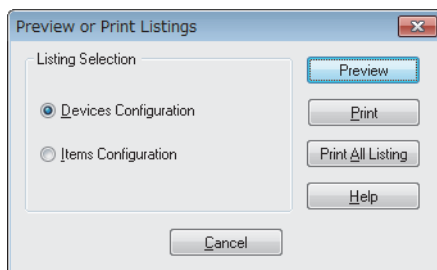 Preview or Print Listings
Listing Selection
Devices Configuration
Items Configuration
Preview
Print
Print All Listing
Help
Cancel